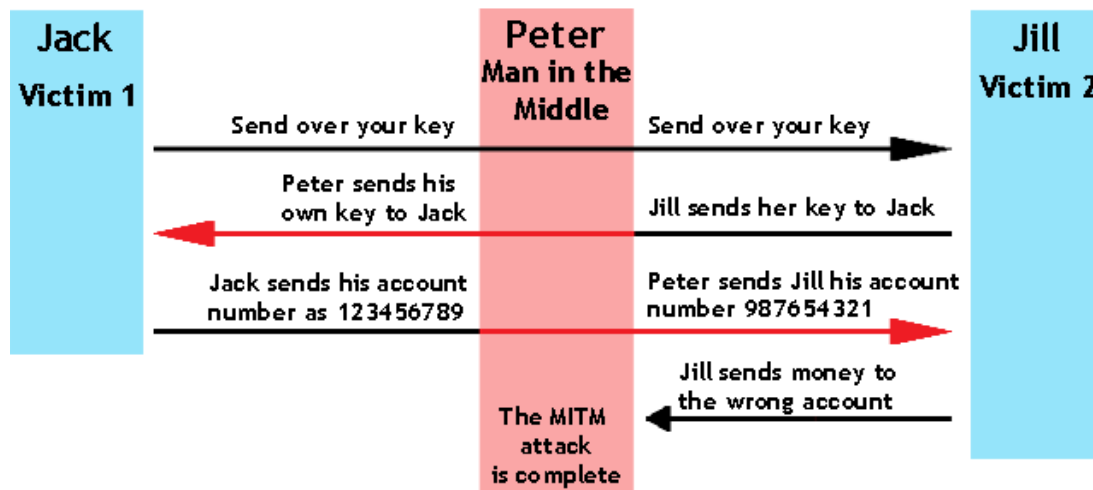 Jack
Victim 1
Peter
Man in the
Middle
Jill
Victim 2
Send over your key
Send over your key
Peter sends his
own key to Jack
Jill sends her key to Jack
Jack sends his account
number as 123456789
Peter sends Jill his account
number 987654321
Jill sends money to
the wrong account
The MITM
attack
is complete